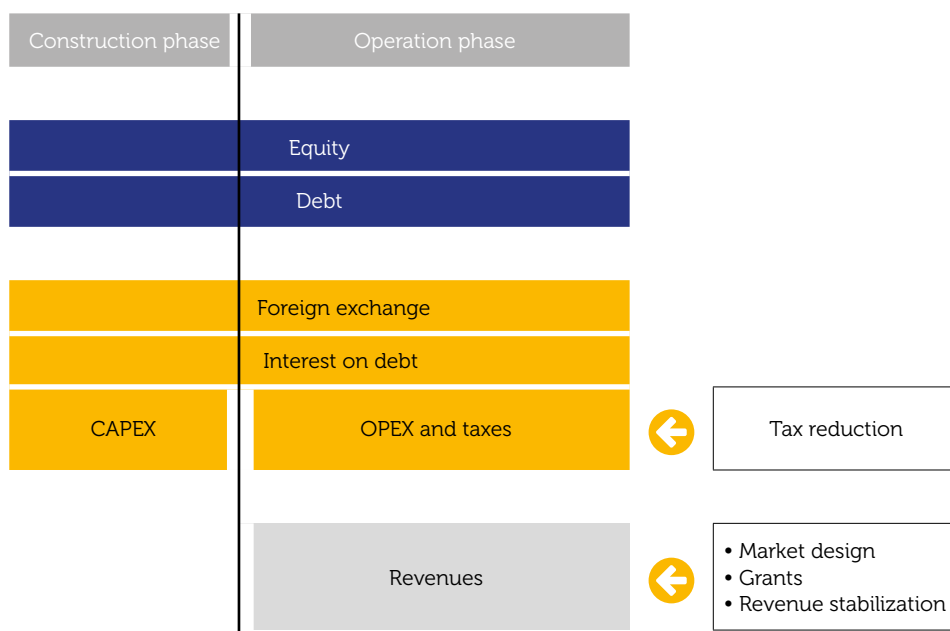 Construction phase
Operation phase
Equity
Debt
Foreign exchange
Interest on debt
CAPEX
OPEX and taxes
Tax reduction
Revenues
• Market design
• Grants
• Revenue stabilization